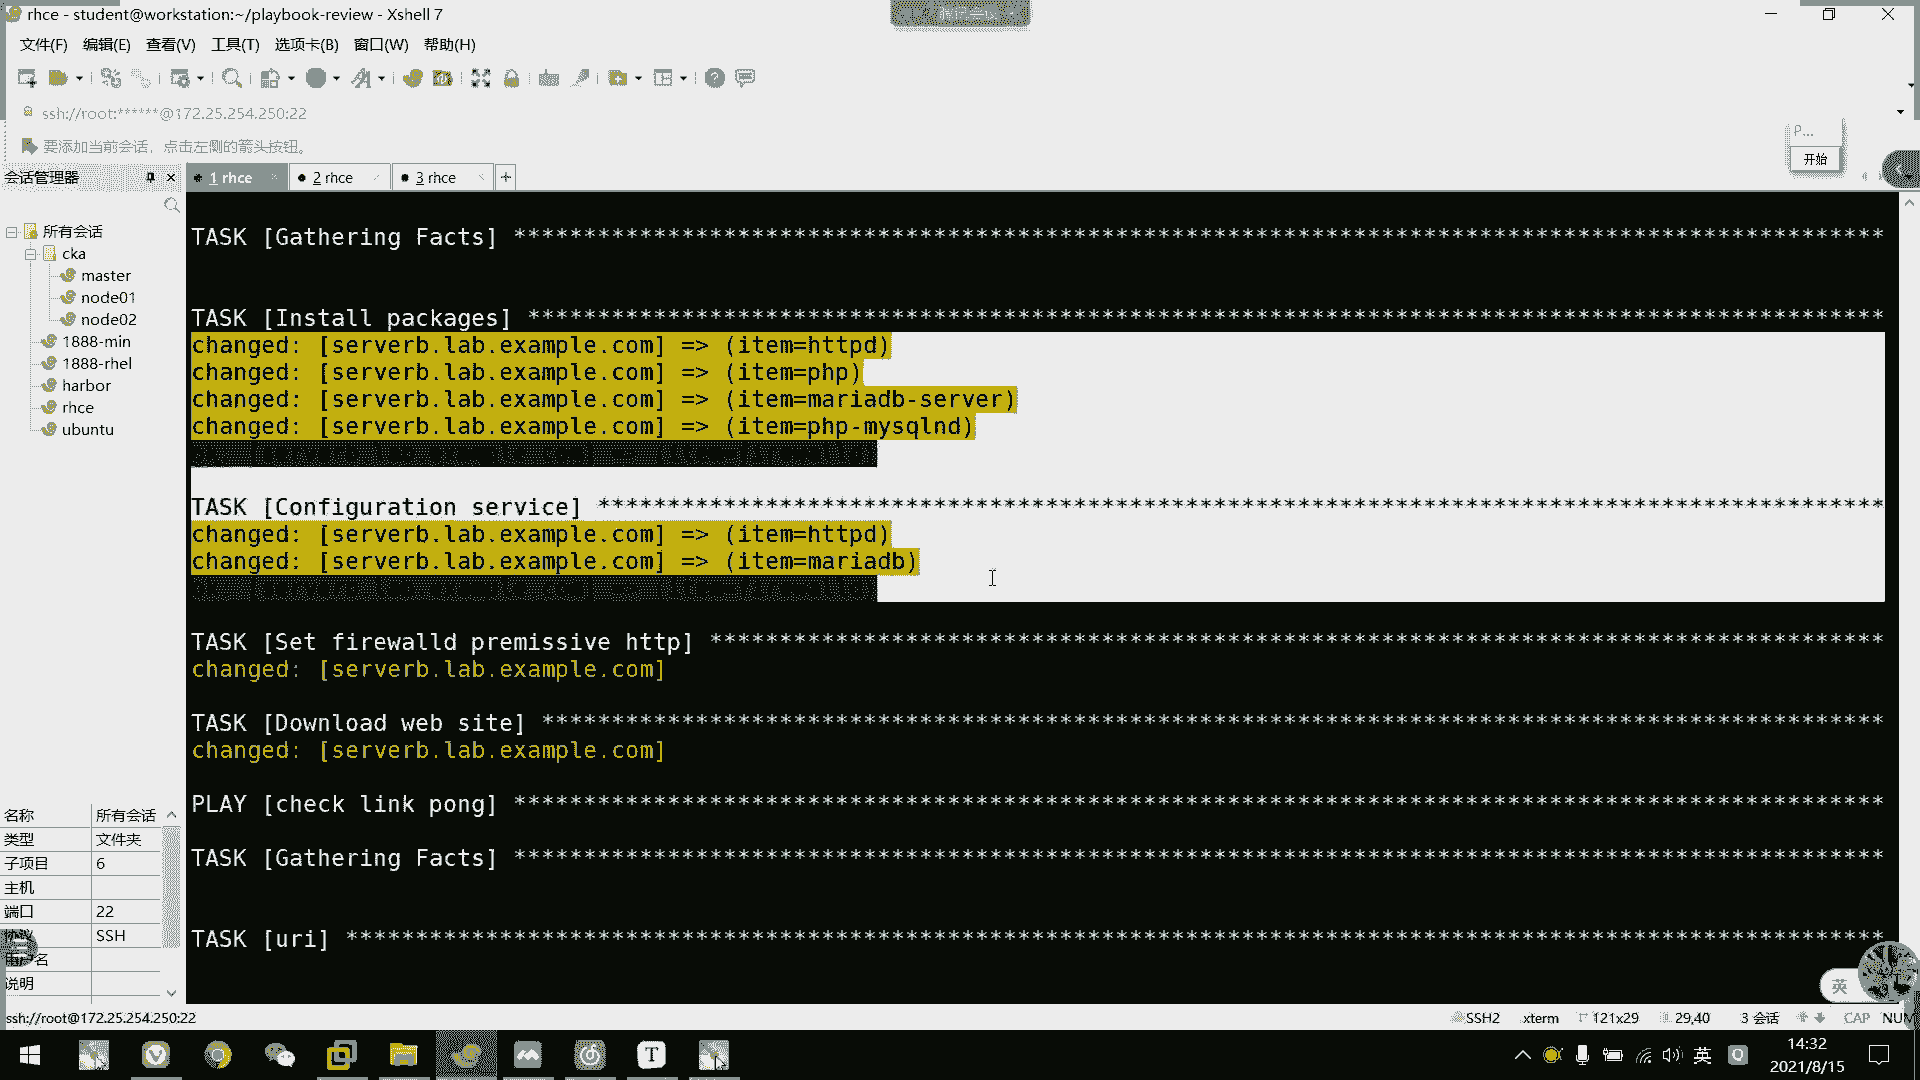 rhce - student@workstation:~/playbook-review - Xshell 7
文件(F) 编辑(E) 查看(V) 工具(T) 选项卡(B) 窗口(W) 帮助(H)
ssh://root:******@172.25.254.250:22
要添加当前会话，点击左侧的箭头按钮。
P...
开始
会话管理器
1 rhce
2 rhce
3 rhce
所有会话
cka
master
node01
node02
1888-min
1888-rhel
harbor
rhce
ubuntu
TASK [Gathering Facts] **************************************************************************************************
TASK [Install packages] *************************************************************************************************
changed: [serverb.lab.example.com] => (item=httpd)
changed: [serverb.lab.example.com] => (item=php)
changed: [serverb.lab.example.com] => (item=mariadb-server)
changed: [serverb.lab.example.com] => (item=php-mysqlnd)
TASK [Configuration service] ********************************************************************************************
changed: [serverb.lab.example.com] => (item=httpd)
changed: [serverb.lab.example.com] => (item=mariadb)
TASK [Set firewalld premissive http] ************************************************************************************
changed: [serverb.lab.example.com]
TASK [Download web site] ************************************************************************************************
changed: [serverb.lab.example.com]
PLAY [check link pong] **************************************************************************************************
TASK [Gathering Facts] **************************************************************************************************
TASK [uri] **************************************************************************************************************
名称 所有会话
类型 文件夹
子项目 6
主机
端口 22
SSH
说明
英
ssh://root@172.25.254.250:22
SSH2 xterm 121x29 29,40 3 会话 CAP NUM
英
14:32
2021/8/15